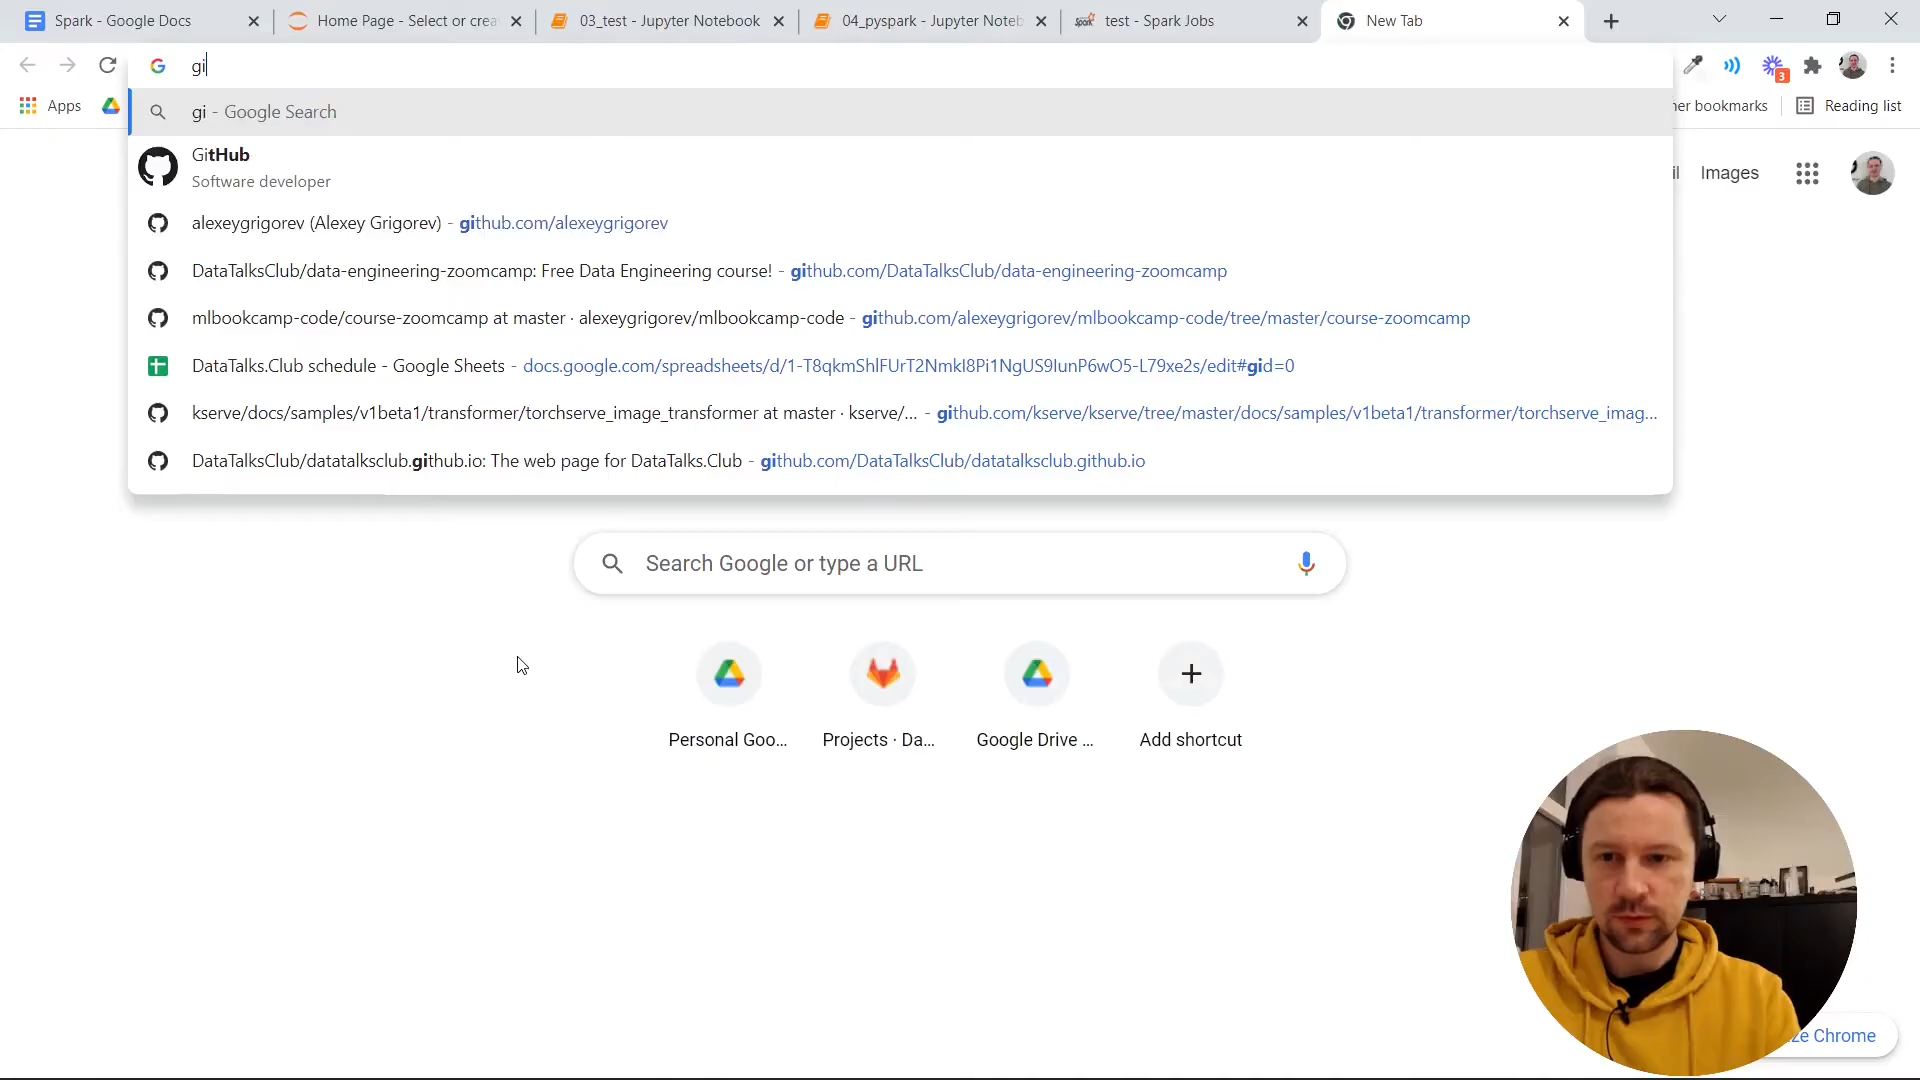 Spark - Google Docs
Home Page - Select or crea
03_test - Jupyter Notebook
04_pyspark - Jupyter Noteb
test - Spark Jobs
New Tab
gi
3
Apps
Reading list
gi - Google Search
GitHub
Software developer
Images
alexeygrigorev (Alexey Grigorev) - github.com/alexeygrigorev
DataTalksClub/data-engineering-zoomcamp: Free Data Engineering course! - github.com/DataTalksClub/data-engineering-zoomcamp
mlbookcamp-code/course-zoomcamp at master · alexeygrigorev/mlbookcamp-code - github.com/alexeygrigorev/mlbookcamp-code/tree/master/course-zoomcamp
DataTalks.Club schedule - Google Sheets - docs.google.com/spreadsheets/d/1-T8qkmShlFUrT2NmkI8Pi1NgUS9IunP6wO5-L79xe2s/edit#gid=0
kserve/docs/samples/v1beta1/transformer/torchserve_image_transformer at master · kserve/... - github.com/kserve/kserve/tree/master/docs/samples/v1beta1/transformer/torchserve_imag...
DataTalksClub/datatalksclub.github.io: The web page for DataTalks.Club - github.com/DataTalksClub/datatalksclub.github.io
Search Google or type a URL
Personal Goo...
Projects · Da...
Google Drive ...
Add shortcut
her bookmarks
ze Chrome